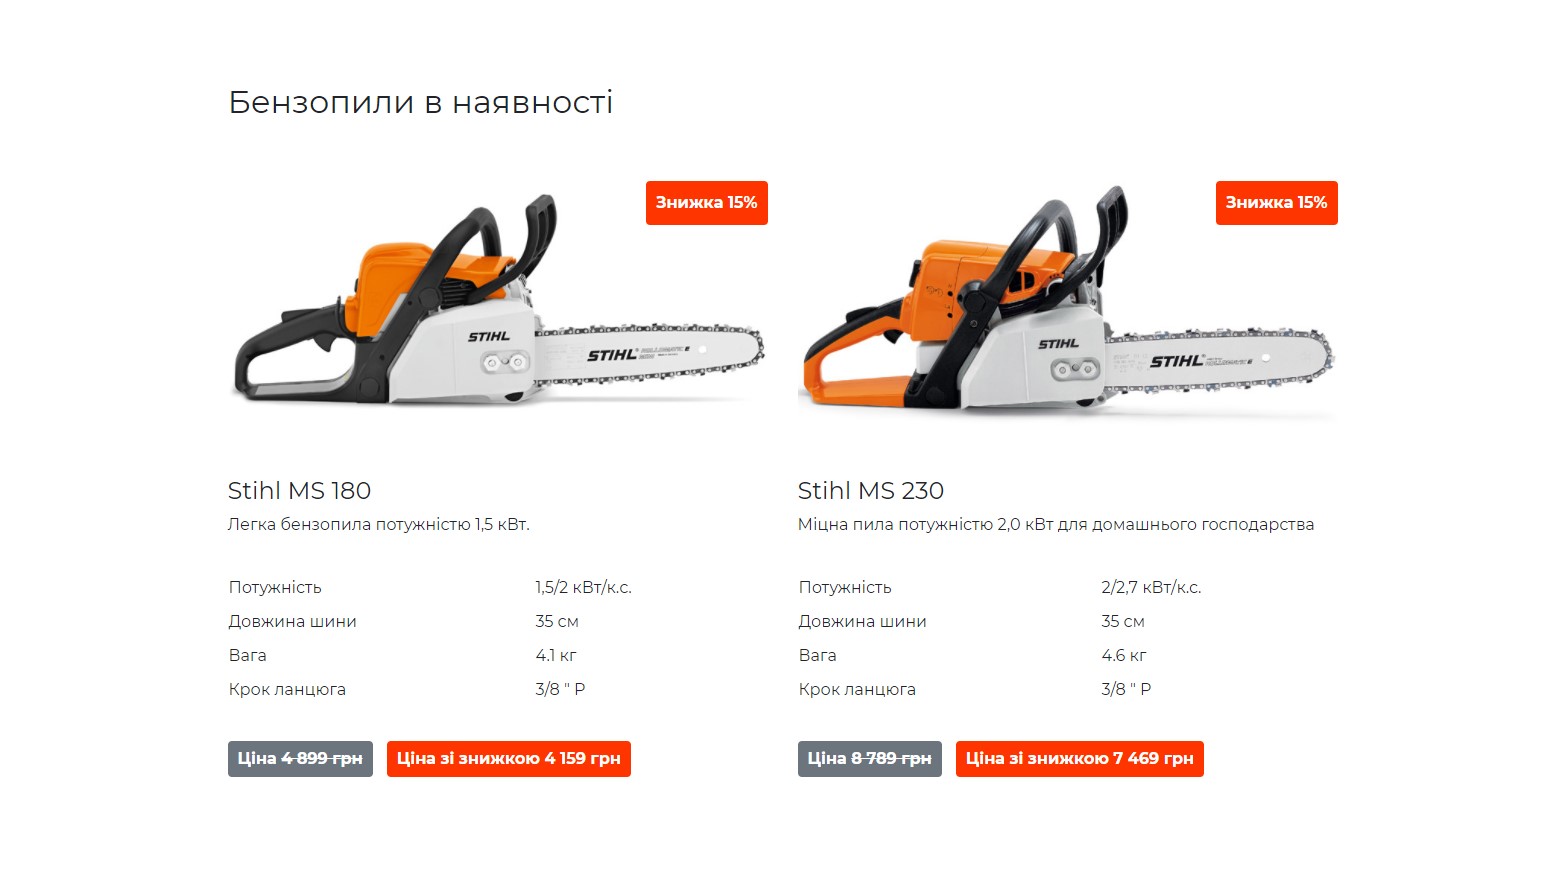 Бензопили в наявності
Знижка 15%
Знижка 15%
STIHL
STIHL
STIHL
STIHL
Stihl MS 180
Легка бензопила потужністю 1,5 кВт.
Потужність 1,5/2 кВт/к.с.
Довжина шини 35 см
Вага 4.1 кг
Крок ланцюга 3/8 " P
Ціна 4 899 грн Ціна зі знижкою 4 159 грн
Stihl MS 230
Міцна пила потужністю 2,0 кВт для домашнього господарства
Потужність 2/2,7 кВт/к.с.
Довжина шини 35 см
Вага 4.6 кг
Крок ланцюга 3/8 " P
Ціна 8 789 грн Ціна зі знижкою 7 469 грн